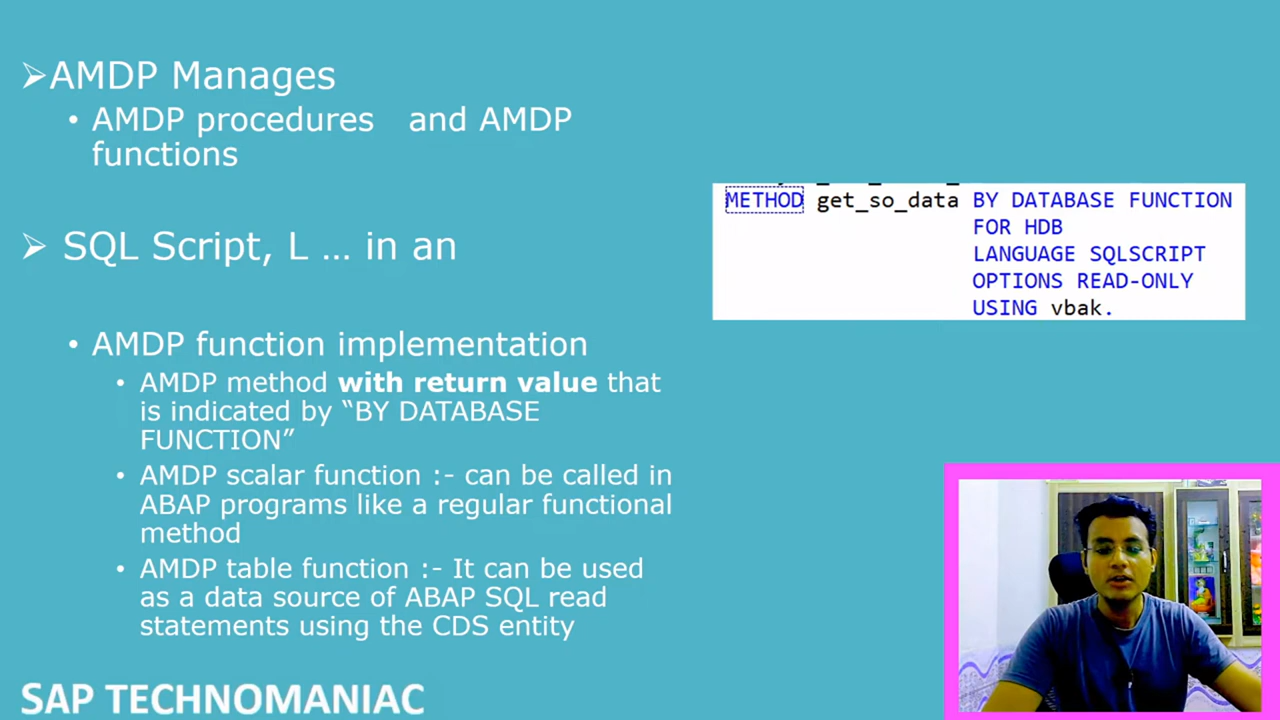 AMDP Manages
AMDP procedures and AMDP
functions
SQL Script, L ... in an
AMDP function implementation
AMDP method with return value that
is indicated by “BY DATABASE
FUNCTION”
AMDP scalar function :- can be called in
ABAP programs like a regular functional
method
AMDP table function :- It can be used
as a data source of ABAP SQL read
statements using the CDS entity
METHOD get_so_data BY DATABASE FUNCTION
FOR HDB
LANGUAGE SQLSCRIPT
OPTIONS READ-ONLY
USING vbak.
SAP TECHNOMANIAC